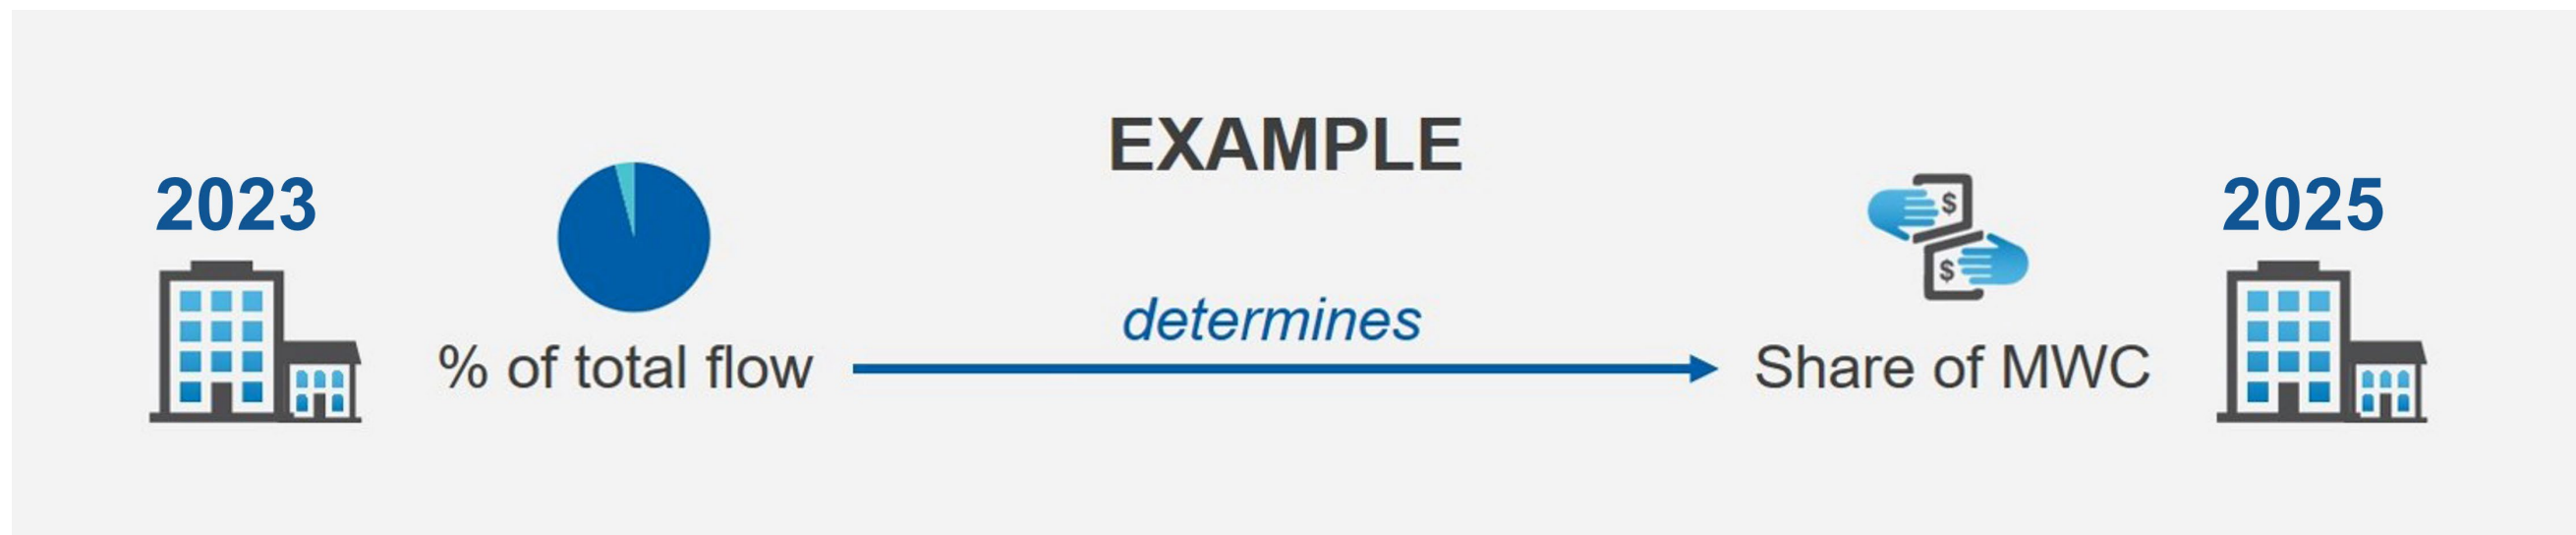 EXAMPLE
2023
% of total flow
determines
$
$
Share of MWC
2025